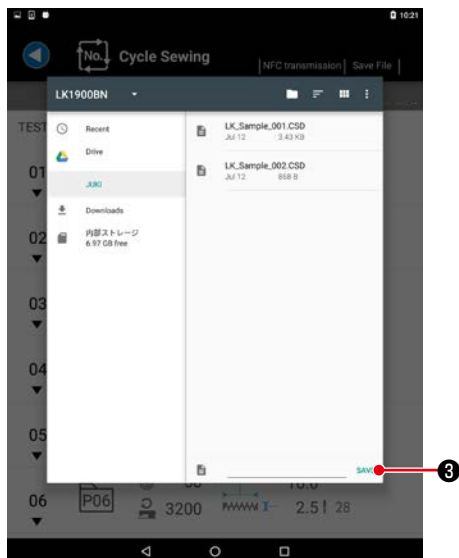 10:21
No. Cycle Sewing
NFC transmission Save File
LK1900BN
TEST
Recent
Drive
JUKI
Downloads
内部ストレージ
6.97 GB free
LK_Sample_001.CSD
Jul 12 3.43 KB
LK_Sample_002.CSD
Jul 12 868 B
01
02
03
04
05
SAVE
3
06 P06 3200 2.5 28